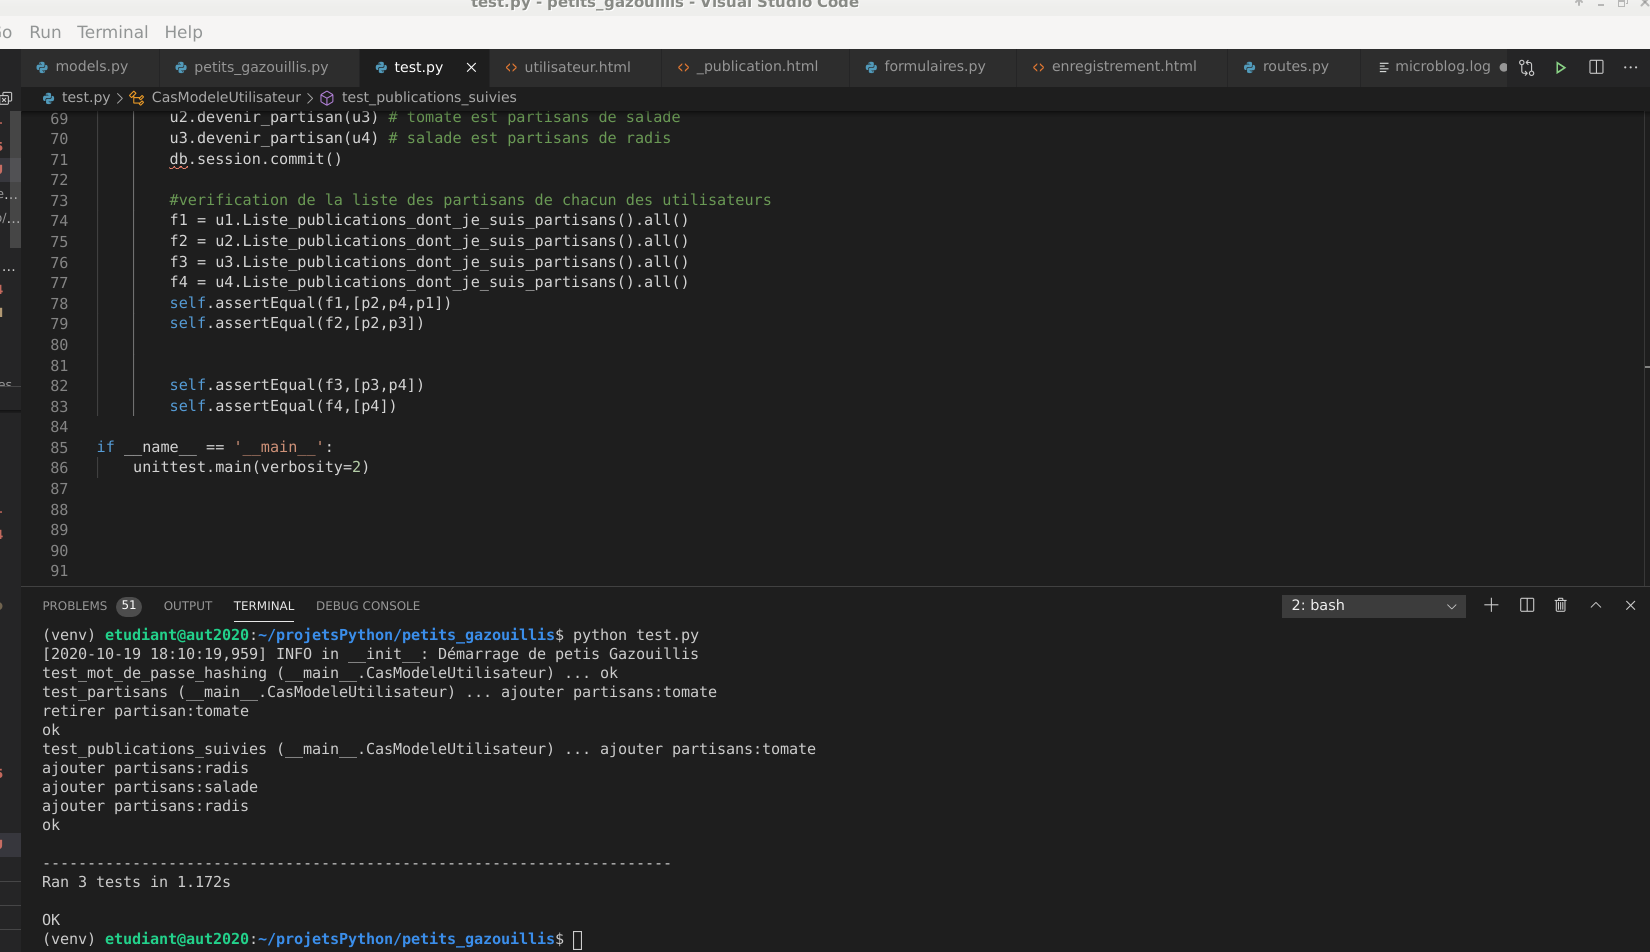 test.py - petits_gazouillis - Visual Studio Code
Run Terminal Help
models.py petits_gazouillis.py test.py utilisateur.html _publication.html formulaires.py enregistrement.html routes.py microblog.log
test.py > CasModeleUtilisateur > test_publications_suivies
69 u2.devenir_partisan(u3) # tomate est partisans de salade
70 u3.devenir_partisan(u4) # salade est partisans de radis
71 db.session.commit()
72
73 #verification de la liste des partisans de chacun des utilisateurs
74 f1 = u1.Liste_publications_dont_je_suis_partisans().all()
75 f2 = u2.Liste_publications_dont_je_suis_partisans().all()
76 f3 = u3.Liste_publications_dont_je_suis_partisans().all()
77 f4 = u4.Liste_publications_dont_je_suis_partisans().all()
78 self.assertEqual(f1,[p2,p4,p1])
79 self.assertEqual(f2,[p2,p3])
80
81
82 self.assertEqual(f3,[p3,p4])
83 self.assertEqual(f4,[p4])
84
85 if __name__ == '__main__':
86 unittest.main(verbosity=2)
87
88
89
90
91
PROBLEMS 51 OUTPUT TERMINAL DEBUG CONSOLE 2: bash
(venv) etudiant@aut2020:~/projetsPython/petits_gazouillis$ python test.py
[2020-10-19 18:10:19,959] INFO in __init__: Démarrage de petis Gazouillis
test_mot_de_passe_hashing (__main__.CasModeleUtilisateur) ... ok
test_partisans (__main__.CasModeleUtilisateur) ... ajouter partisans:tomate
retirer partisan:tomate
ok
test_publications_suivies (__main__.CasModeleUtilisateur) ... ajouter partisans:tomate
ajouter partisans:radis
ajouter partisans:salade
ajouter partisans:radis
ok
----------------------------------------------------------------------
Ran 3 tests in 1.172s
OK
(venv) etudiant@aut2020:~/projetsPython/petits_gazouillis$